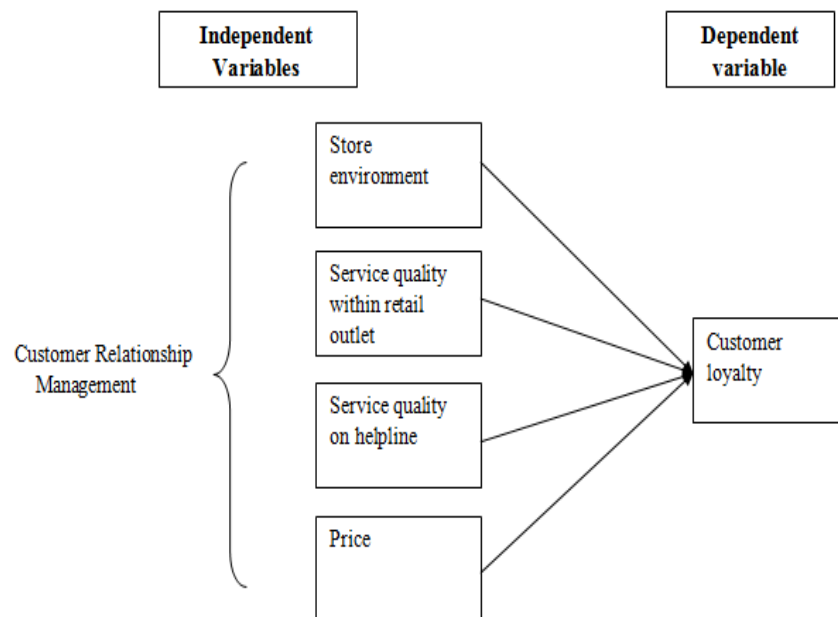 Independent
Variables
Dependent
variable
Store
environment
Service quality
within retail
outlet
Customer Relationship
Management
Service quality
on helpline
Price
Customer
loyalty